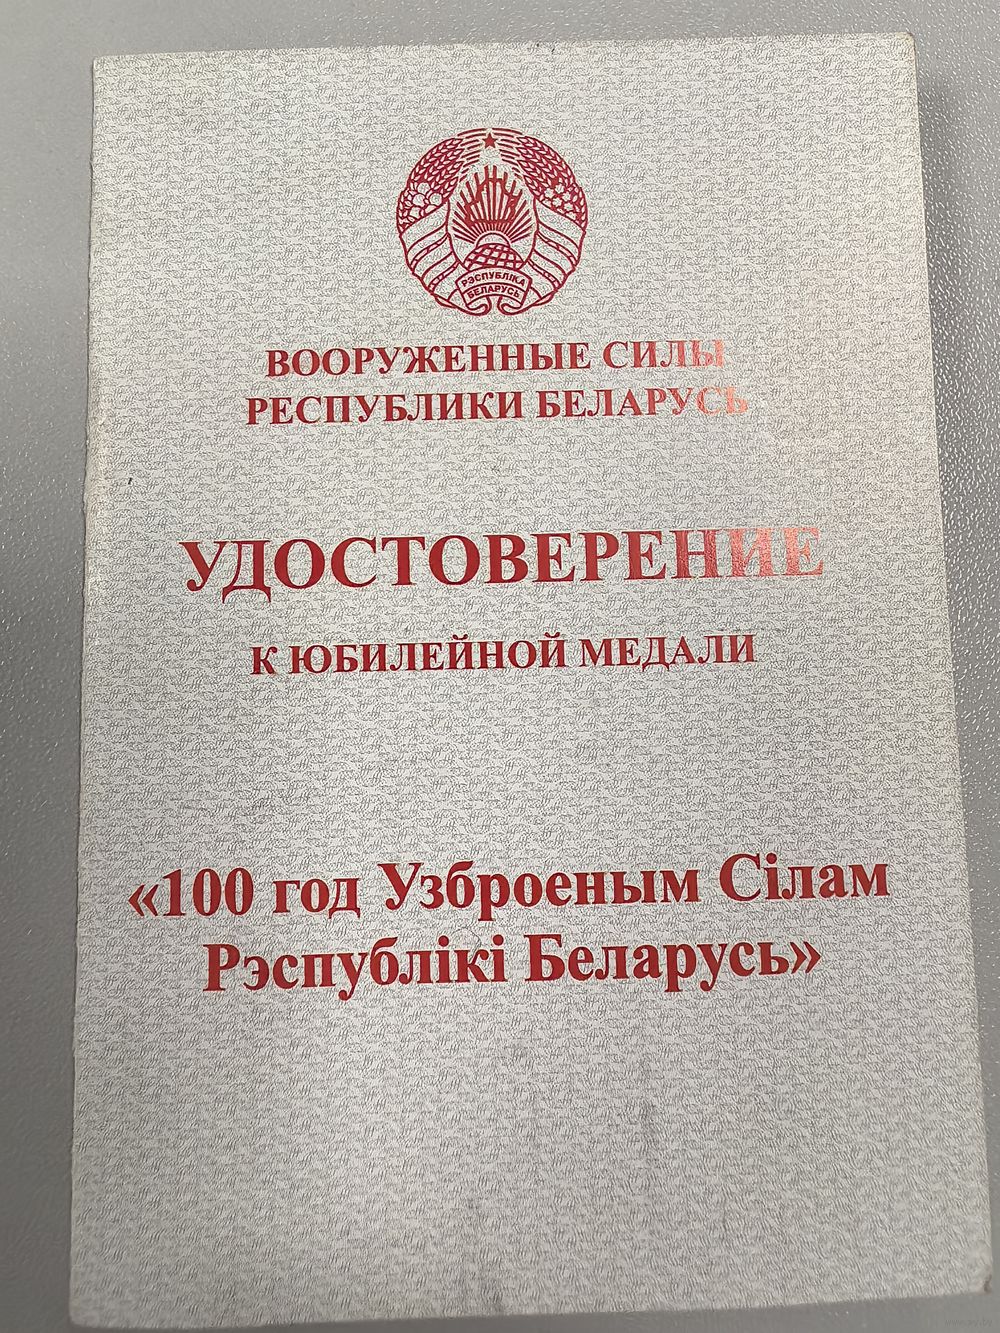 РЭСПУБЛІКА
БЕЛАРУСЬ
ВООРУЖЕННЫЕ СИЛЫ
РЕСПУБЛИКИ БЕЛАРУСЬ
УДОСТОВЕРЕНИЕ
К ЮБИЛЕЙНОЙ МЕДАЛИ
«100 год Узброеным Сілам
Рэспублікі Беларусь»